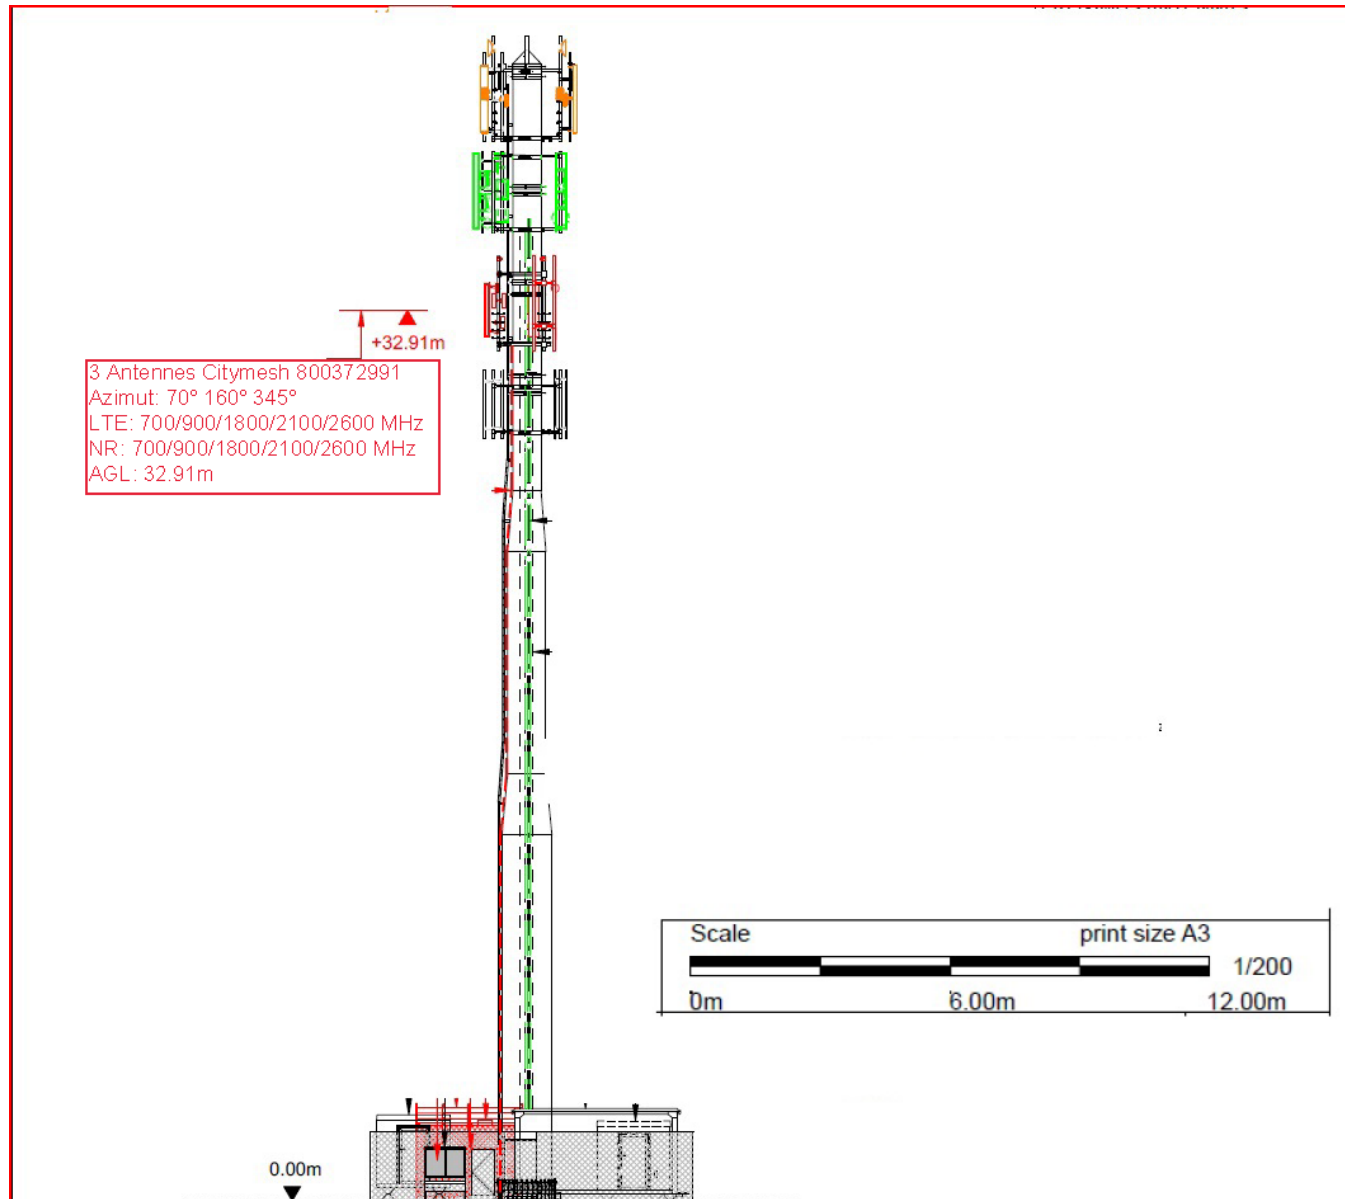 +32.91m
3 Antennes Citymesh 800372991
Azimut: 70° 160° 345°
LTE: 700/900/1800/2100/2600 MHz
NR: 700/900/1800/2100/2600 MHz
AGL: 32.91m
Scale print size A3
1/200
0m 6.00m 12.00m
0.00m